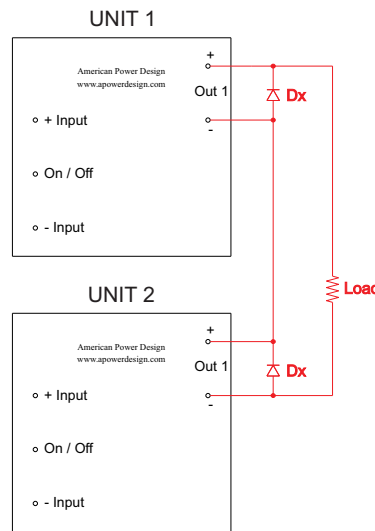 UNIT 1
+
American Power Design
www.apowerdesign.com
Out 1
Dx
+ Input
-
On / Off
- Input
Load
UNIT 2
+
American Power Design
www.apowerdesign.com
Out 1
Dx
+ Input
-
On / Off
- Input